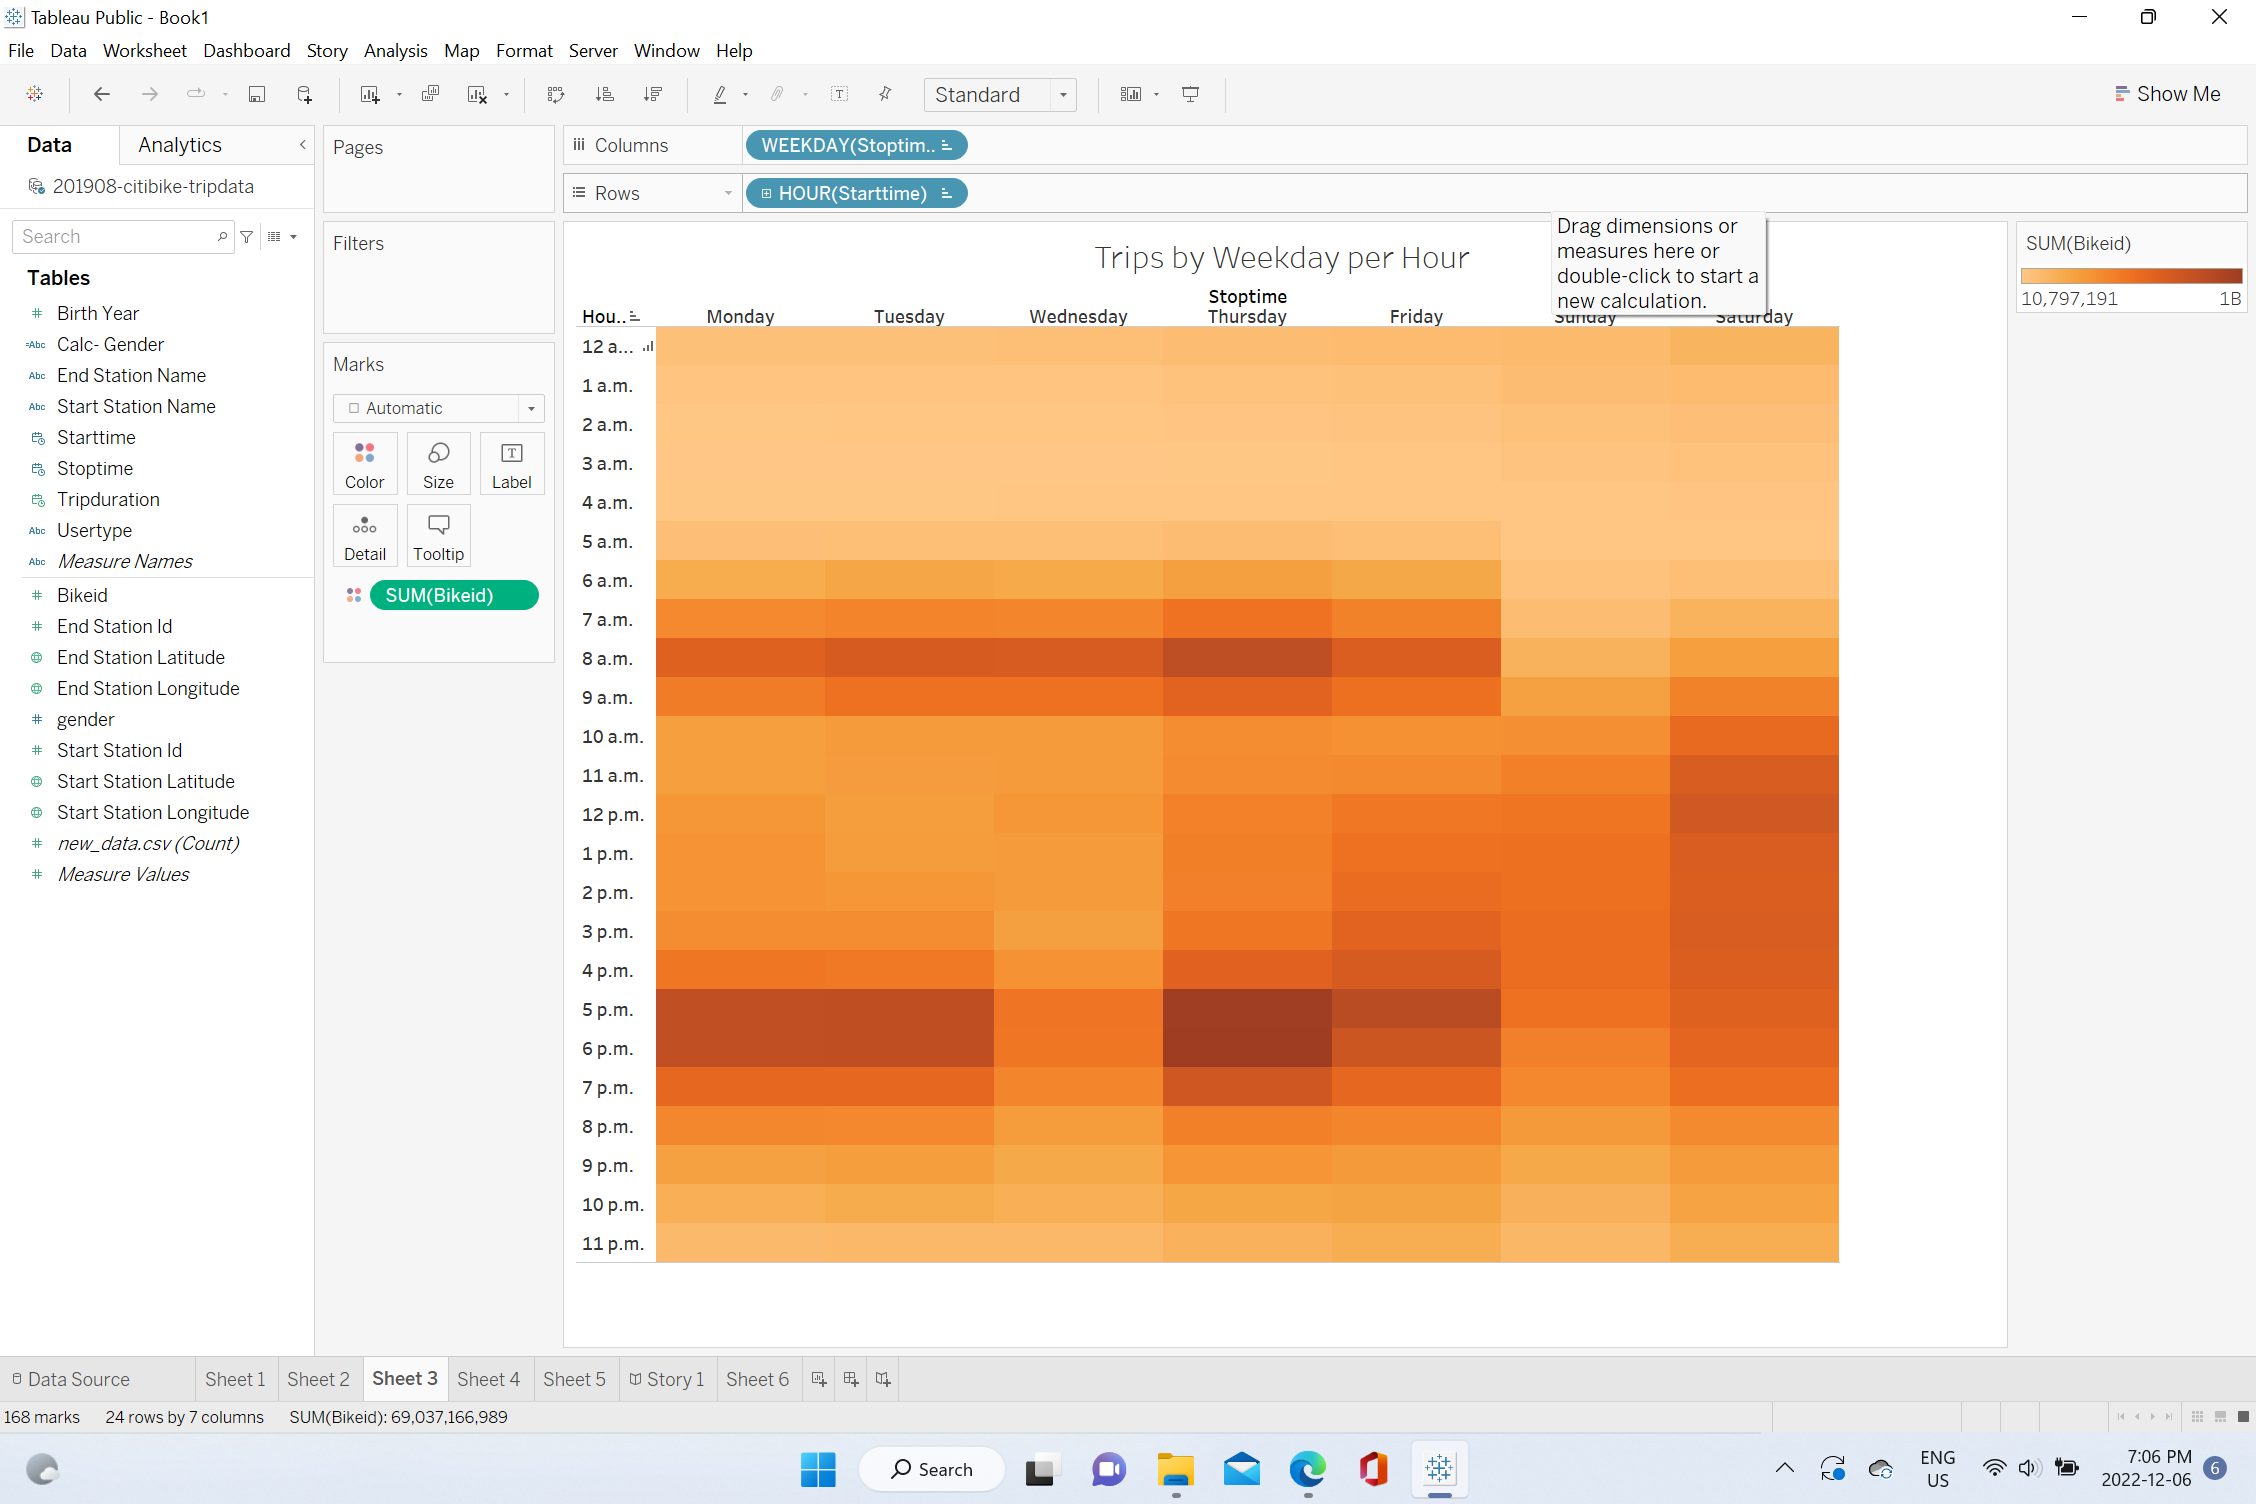 Tableau Public - Book1
File Data Worksheet Dashboard Story Analysis Map Format Server Window Help
Standard
Show Me
Data
Analytics
Pages
Columns
WEEKDAY(Stoptim..
201908-citibike-tripdata
Rows
HOUR(Starttime)
Search
Filters
Drag dimensions or
measures here or
double-click to start a
new calculation.
SUM(Bikeid)
10,797,191 1B
Trips by Weekday per Hour
Stoptime
Hou.. Monday Tuesday Wednesday Thursday Friday Sunday Saturday
Tables
Birth Year
Calc- Gender
End Station Name
Start Station Name
Starttime
Stoptime
Tripduration
Usertype
Measure Names
Bikeid
End Station Id
End Station Latitude
End Station Longitude
gender
Start Station Id
Start Station Latitude
Start Station Longitude
new_data.csv (Count)
Measure Values
=Abc
Abc
Abc
Abc
Abc
Marks
Automatic
Color Size Label
Detail Tooltip
SUM(Bikeid)
12 a...
1 a.m.
2 a.m.
3 a.m.
4 a.m.
5 a.m.
6 a.m.
7 a.m.
8 a.m.
9 a.m.
10 a.m.
11 a.m.
12 p.m.
1 p.m.
2 p.m.
3 p.m.
4 p.m.
5 p.m.
6 p.m.
7 p.m.
8 p.m.
9 p.m.
10 p.m.
11 p.m.
Data Source Sheet 1 Sheet 2 Sheet 3 Sheet 4 Sheet 5 Story 1 Sheet 6
168 marks 24 rows by 7 columns SUM(Bikeid): 69,037,166,989
Search
ENG
US
7:06 PM
2022-12-06
6